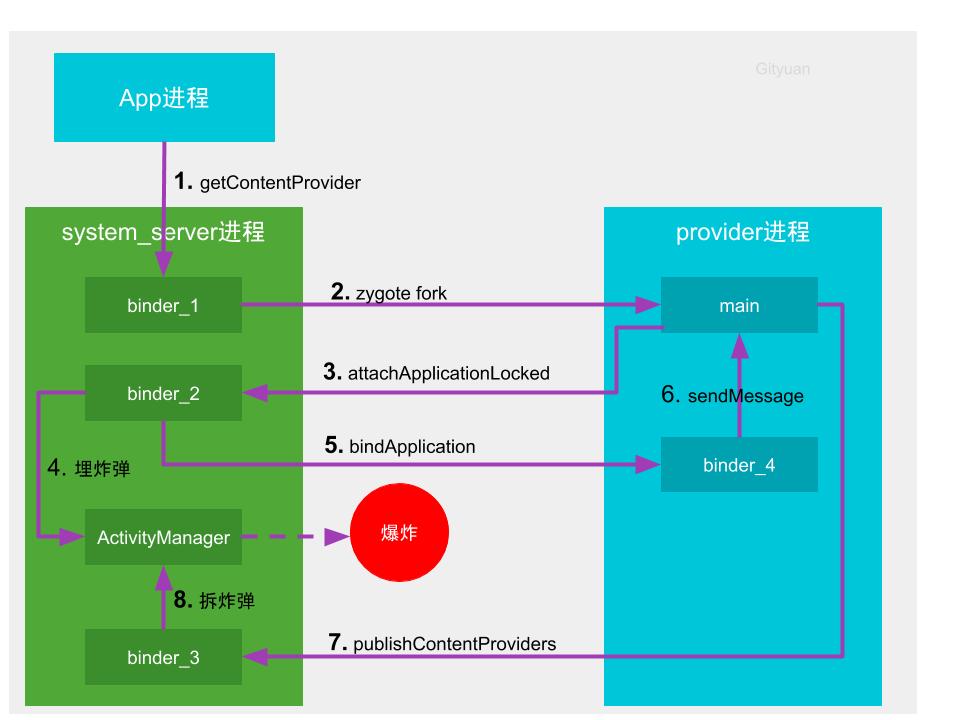 Gityuan
App进程
1. getContentProvider
system_server进程
provider进程
binder_1
2. zygote fork
main
3. attachApplicationLocked
binder_2
6. sendMessage
5. bindApplication
4. 埋炸弹
binder_4
ActivityManager
爆炸
8. 拆炸弹
7. publishContentProviders
binder_3